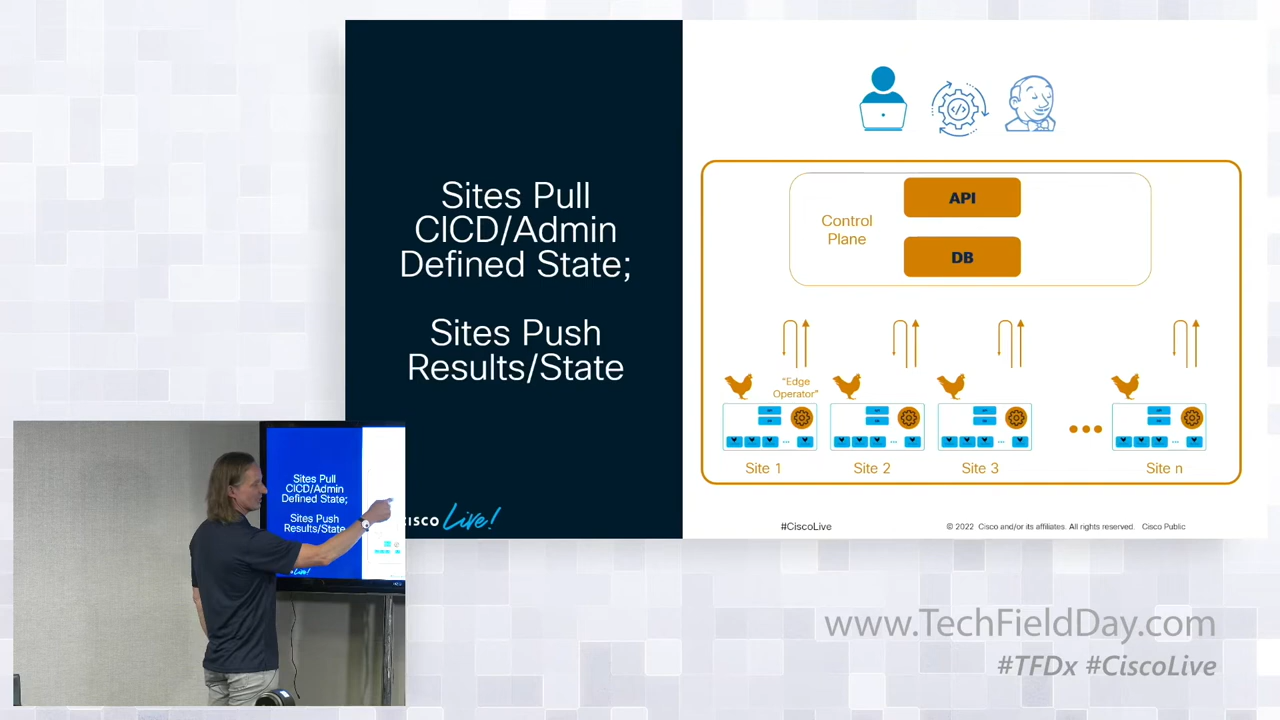 Sites Pull
CICD/Admin
Defined State;
Sites Push
Results/State
CISCO Live!
API
Control
Plane
DB
"Edge
Operator"
Site 1
Site 2
Site 3
Site n
#CiscoLive
© 2022 Cisco and/or its affiliates. All rights reserved. Cisco Public
Sites Pull
CICD/Admin
Defined State;
Sites Push
Results/State
Live!
www.TechFieldDay.com
#TFDx #CiscoLive